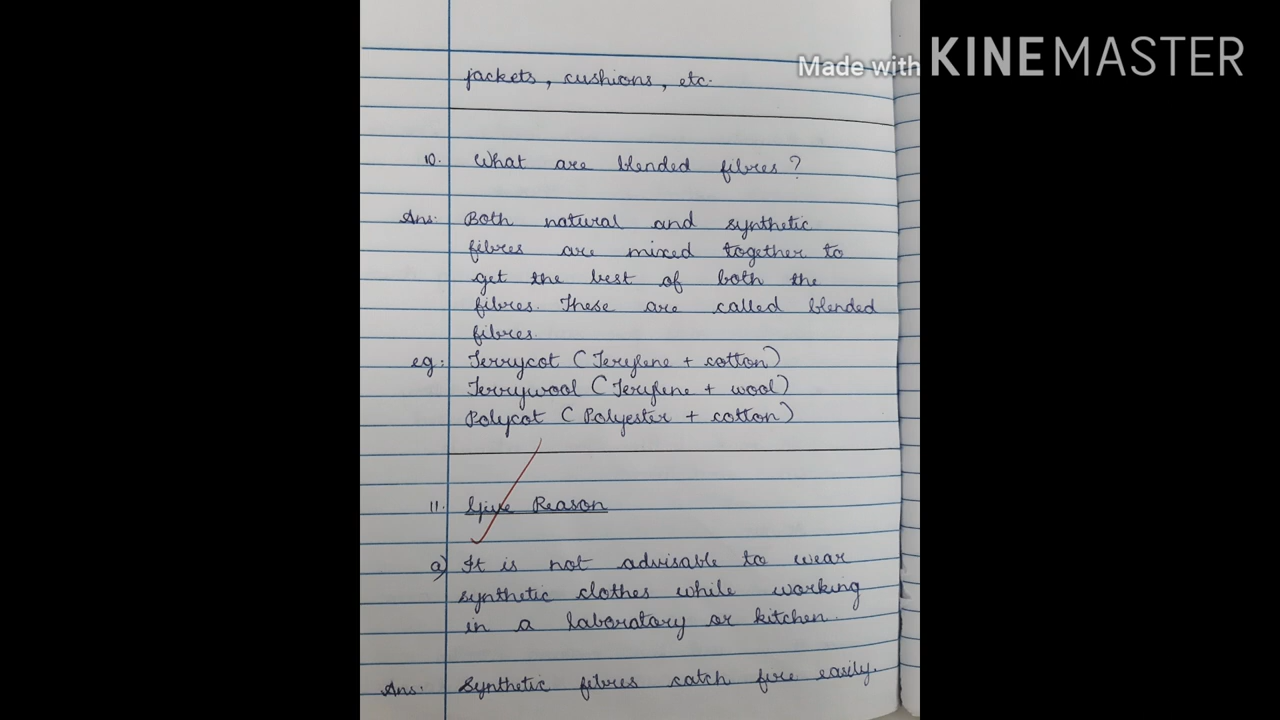 Made with KINEMASTER
jackets, cushions, etc.
10. What are blended fibres?
Ans: Both natural and synthetic
fibres are mixed together to
get the best of both the
fibres. These are called blended
fibres.
eg: Terrycot (Terylene + cotton)
Terrywool (Terylene + wool)
Polycot (Polyester + cotton)
11. Give Reason
a) It is not advisable to wear
synthetic clothes while working
in a laboratory or kitchen.
Ans: Synthetic fibres catch fire easily.